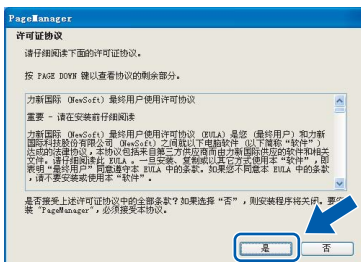 PageManager
许可证协议
请仔细阅读下面的许可证协议。
按 PAGE DOWN 键以查看协议的剩余部分。
力新国际 (NewSoft) 最终用户使用许可协议
重要 - 请在安装前仔细阅读
力新国际 (NewSoft) 最终用户使用许可协议 (EULA) 是您 (最终用户) 和力新
国际科技股份有限公司 (NewSoft) 之间就以下电脑软件 (以下简称“软件”)
达成的法律协议，本协议包括来自第三方供应商而由力新国际供应的软件和相关
文件。请仔细阅读此 EULA 。一旦安装、复制或以其它方式使用本“软件”，即
表明“最终用户”同意遵守本 EULA 中的条款。如果您不同意本 EULA 中的条款
，请不要安装或使用本“软件”。
是否接受上述许可证协议中的全部条款？如果选择“否”，则安装程序将关闭。要安
装“PageManager”，必须接受本协议。
是
否